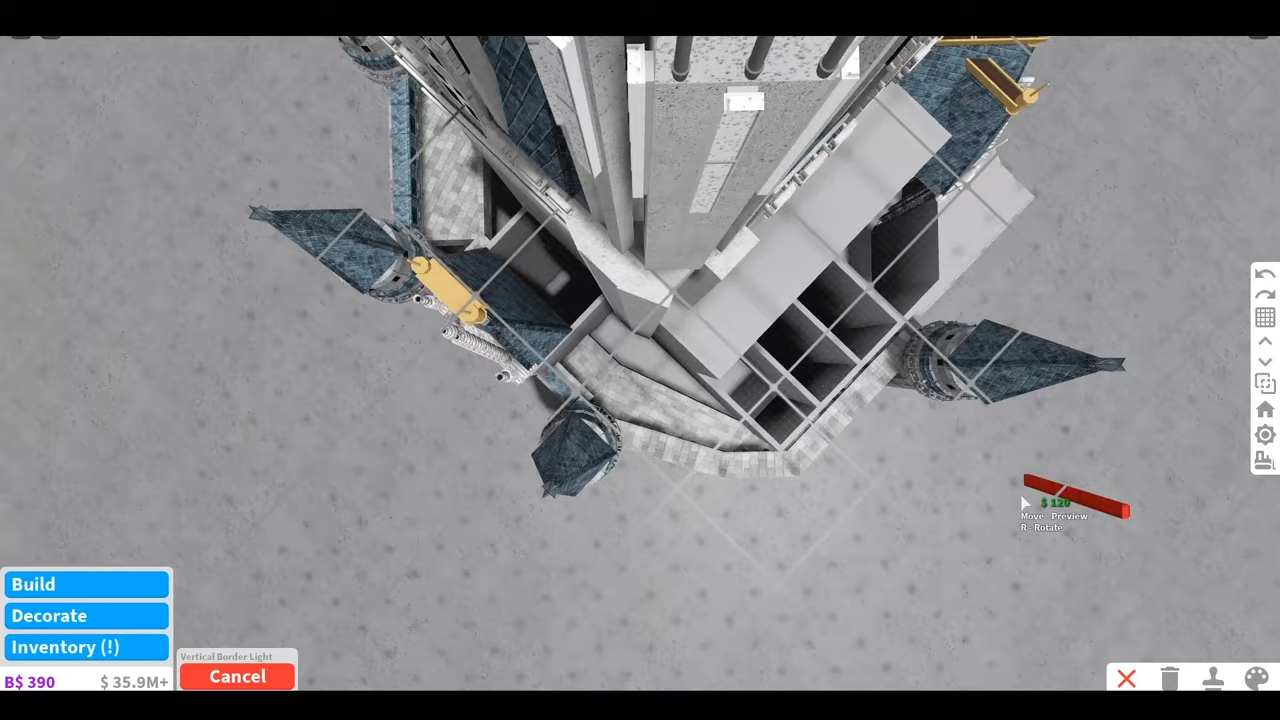 $ 120
Move - Preview
R - Rotate
Build
Decorate
Inventory (!)
B$ 390
$ 35.9M+
Vertical Border Light
Cancel